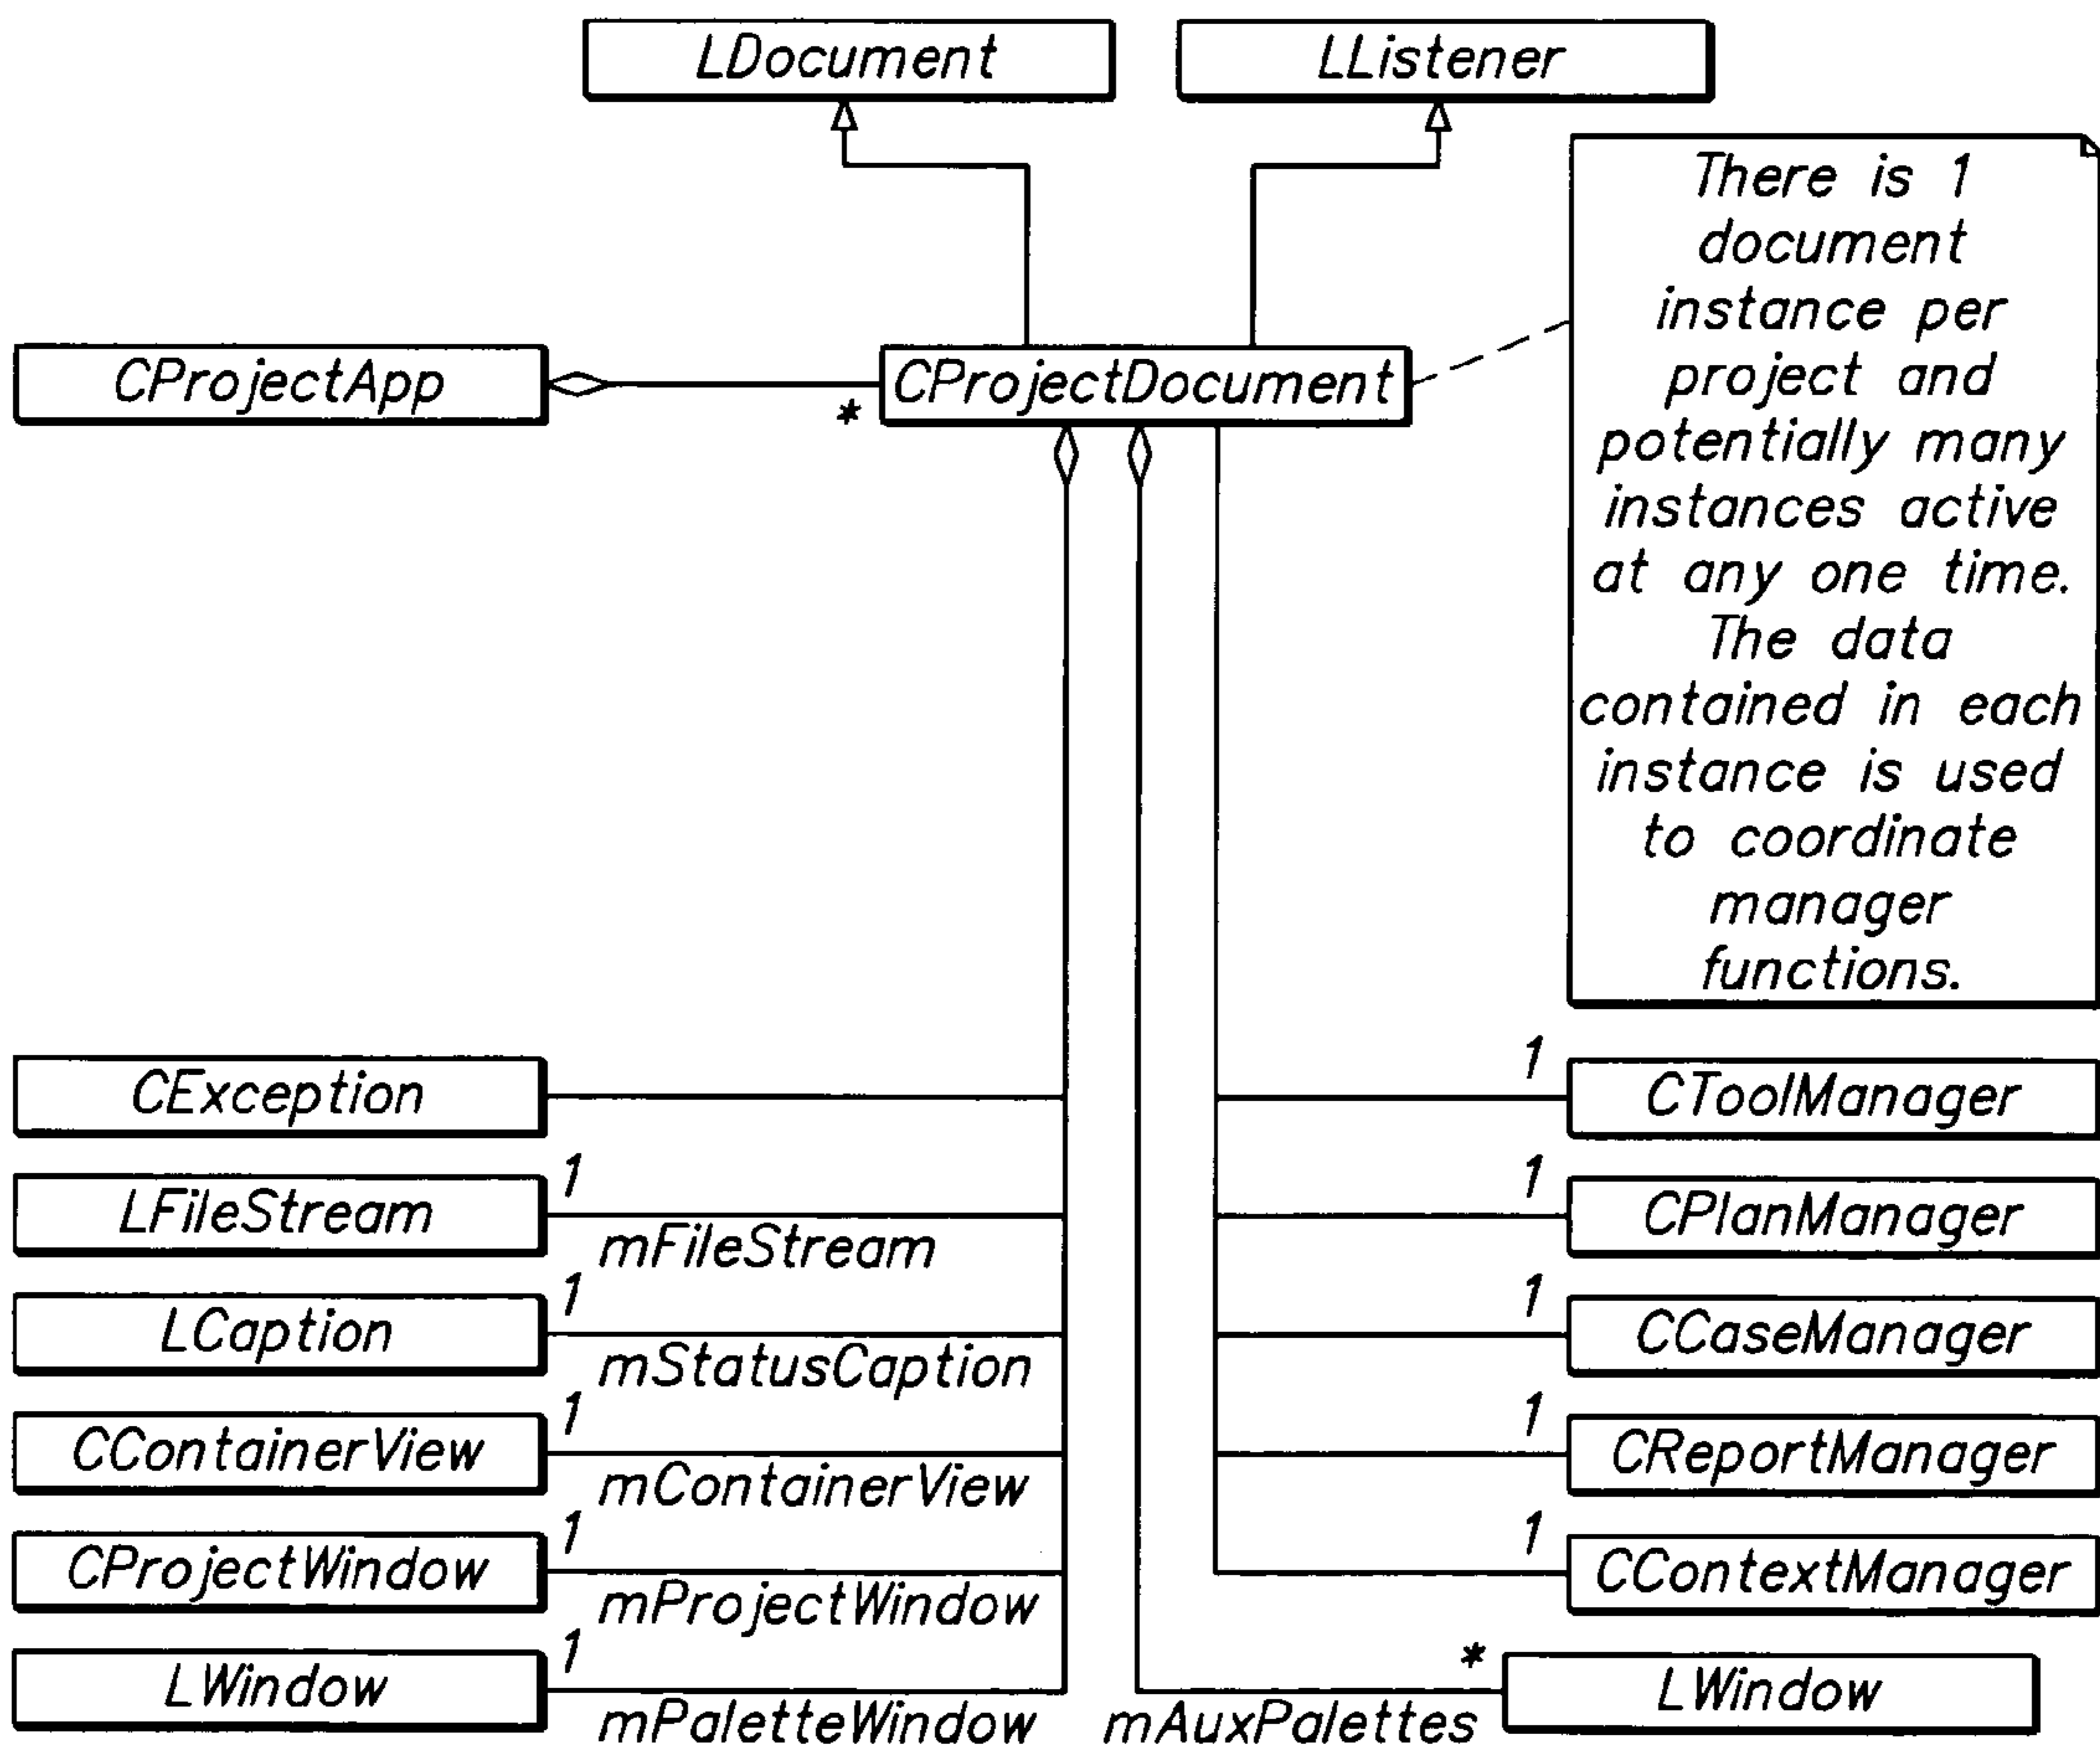 LDocument
LListener
There is 1
document
instance per
project and
potentially many
instances active
at any one time.
The data
contained in each
instance is used
to coordinate
manager
functions.
CProjectApp
*
CProjectDocument
CException
1
CToolManager
LFileStream
1
mFileStream
1
CPlanManager
LCaption
1
mStatusCaption
1
CCaseManager
CContainerView
1
mContainerView
1
CReportManager
CProjectWindow
1
mProjectWindow
1
CContextManager
LWindow
1
mPaletteWindow
mAuxPalettes
*
LWindow